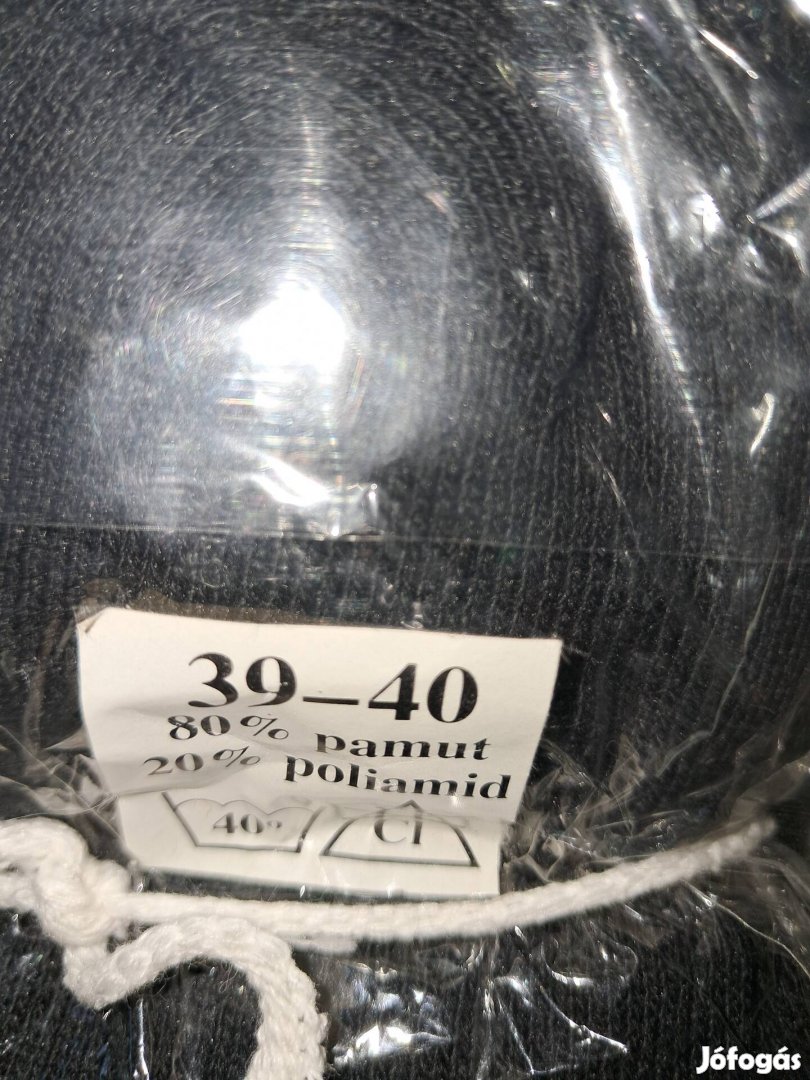 39–40
80% pamut
20% poliamid
40° Cl
Jófogás